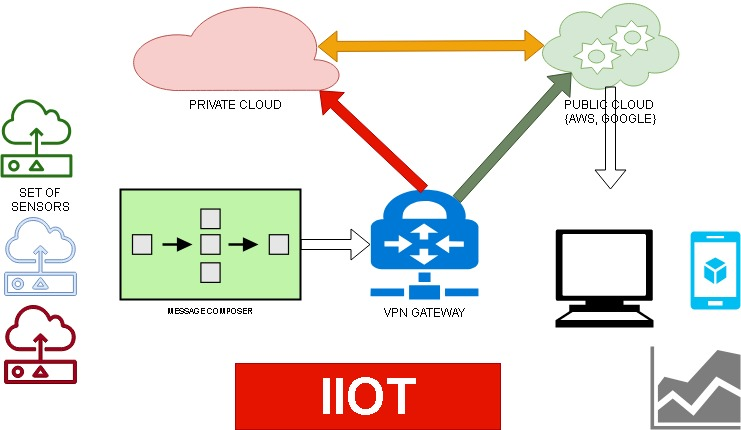 PRIVATE CLOUD
PUBLIC CLOUD
{AWS, GOOGLE}
SET OF
SENSORS
MESSAGE COMPOSER
VPN GATEWAY
IIOT